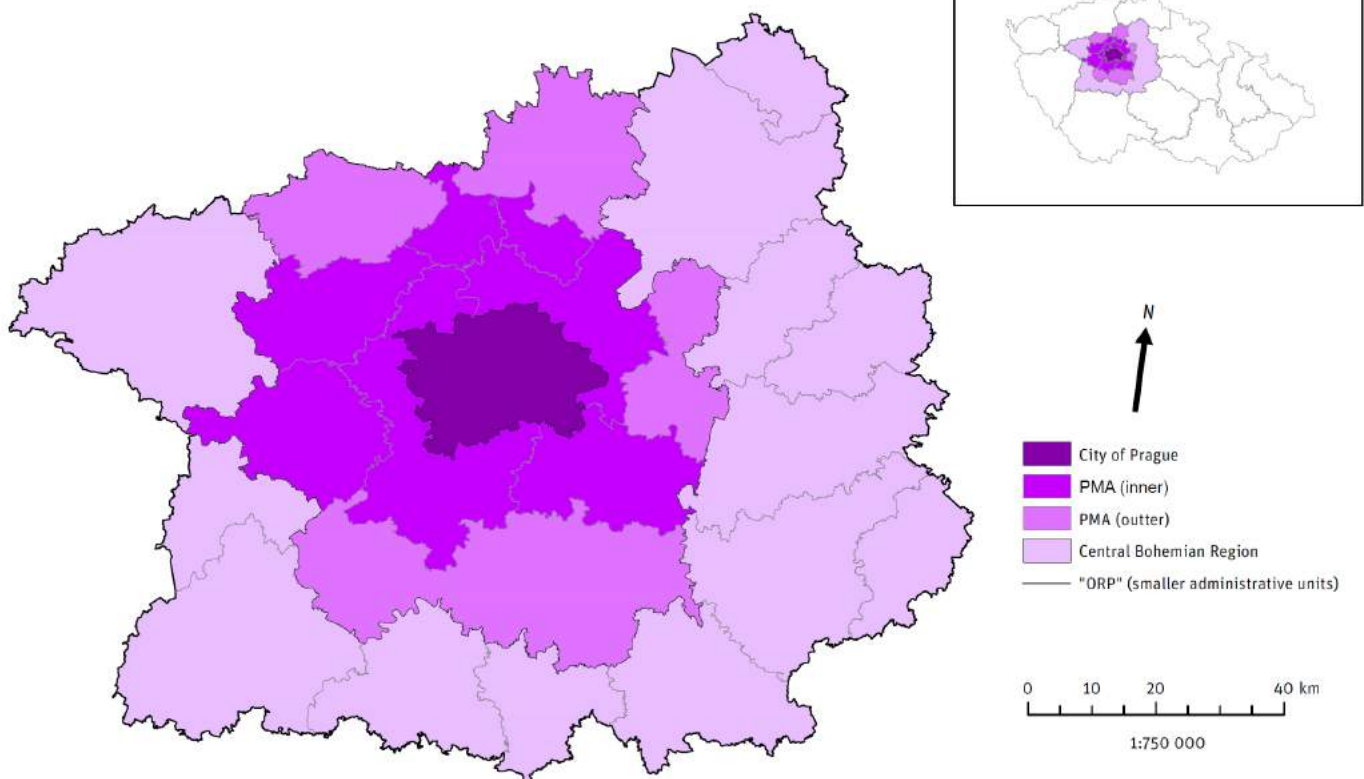 N
City of Prague
PMA (inner)
PMA (outter)
Central Bohemian Region
"ORP" (smaller administrative units)
0 10 20 40 km
1:750 000